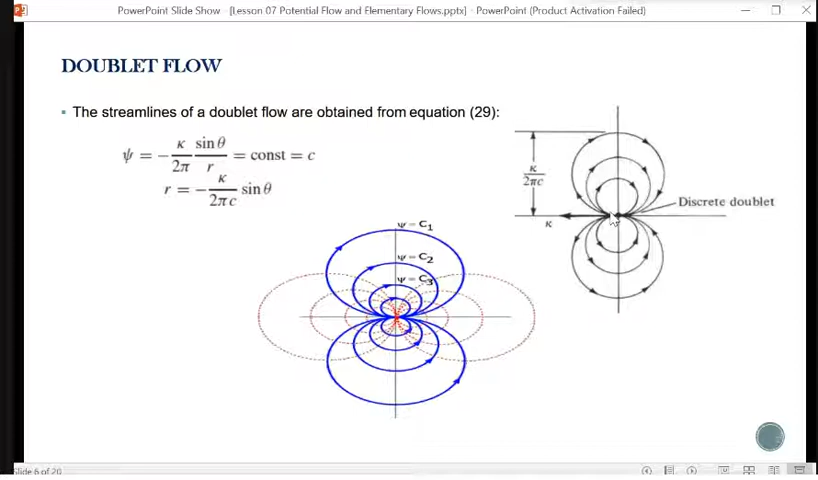 PowerPoint Slide Show - [Lesson 07 Potential Flow and Elementary Flows.pptx] - PowerPoint (Product Activation Failed)
DOUBLET FLOW
▪ The streamlines of a doublet flow are obtained from equation (29):
ψ = − κ/2π sin θ/r = const = c
r = − κ/2πc sin θ
κ/2πc
Discrete doublet
κ
ψ = C₁
ψ = C₂
ψ = C₃
Slide 6 of 20